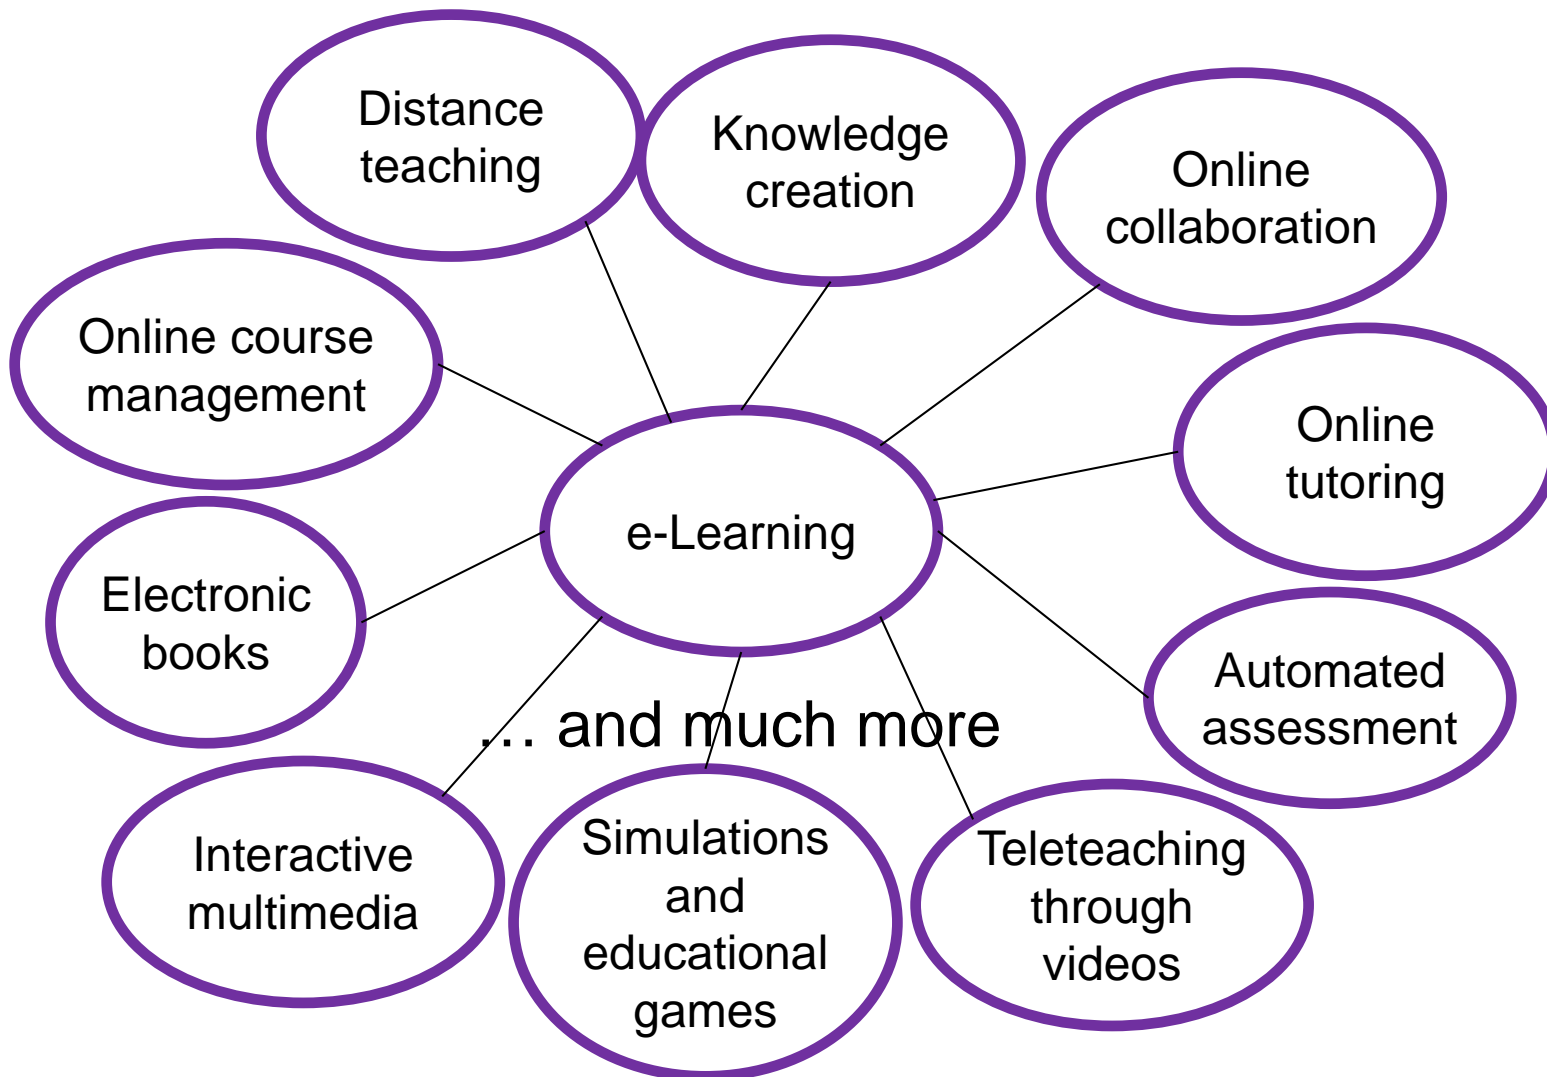 Distance
teaching
Knowledge
creation
Online
collaboration
Online course
management
Online
tutoring
e-Learning
Electronic
books
Automated
assessment
… and much more
Interactive
multimedia
Simulations
and
educational
games
Teleteaching
through
videos